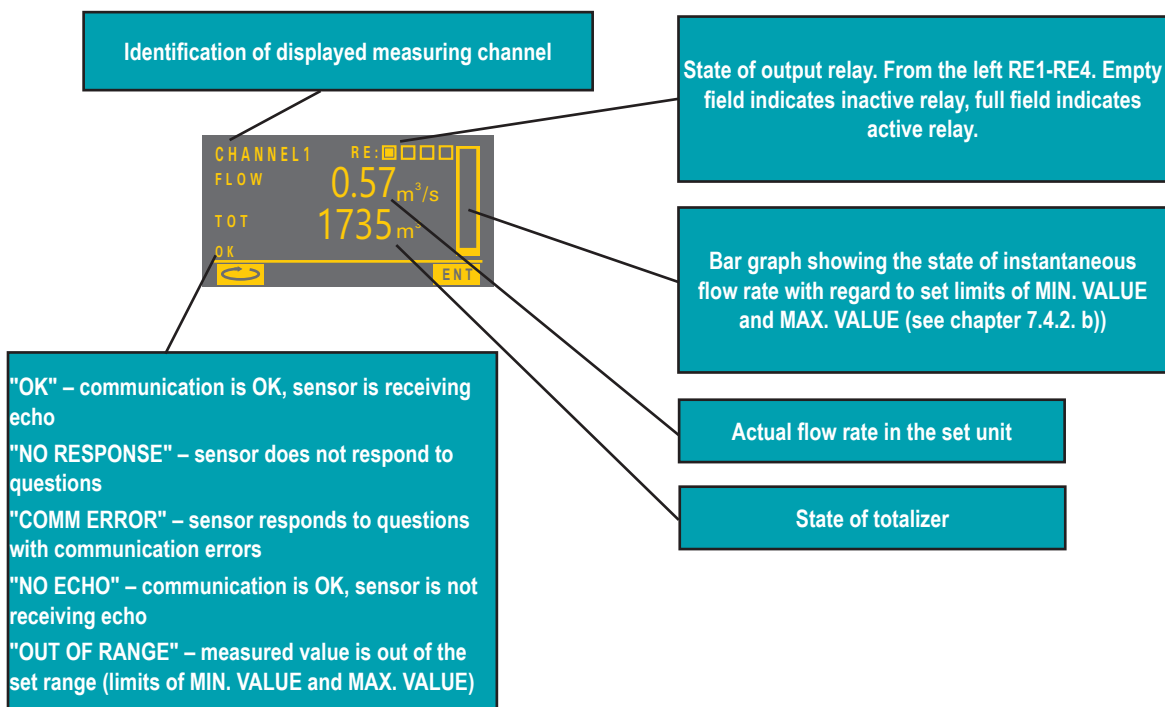 Identification of displayed measuring channel
State of output relay. From the left RE1-RE4. Empty
field indicates inactive relay, full field indicates
active relay.
CHANNEL1 RE:
FLOW 0.57 m³/s
TOT 1735 m³
OK
ENT
Bar graph showing the state of instantaneous
flow rate with regard to set limits of MIN. VALUE
and MAX. VALUE (see chapter 7.4.2. b))
Actual flow rate in the set unit
State of totalizer
"OK" – communication is OK, sensor is receiving
echo
"NO RESPONSE" – sensor does not respond to
questions
"COMM ERROR" – sensor responds to questions
with communication errors
"NO ECHO" – communication is OK, sensor is not
receiving echo
"OUT OF RANGE" – measured value is out of the
set range (limits of MIN. VALUE and MAX. VALUE)